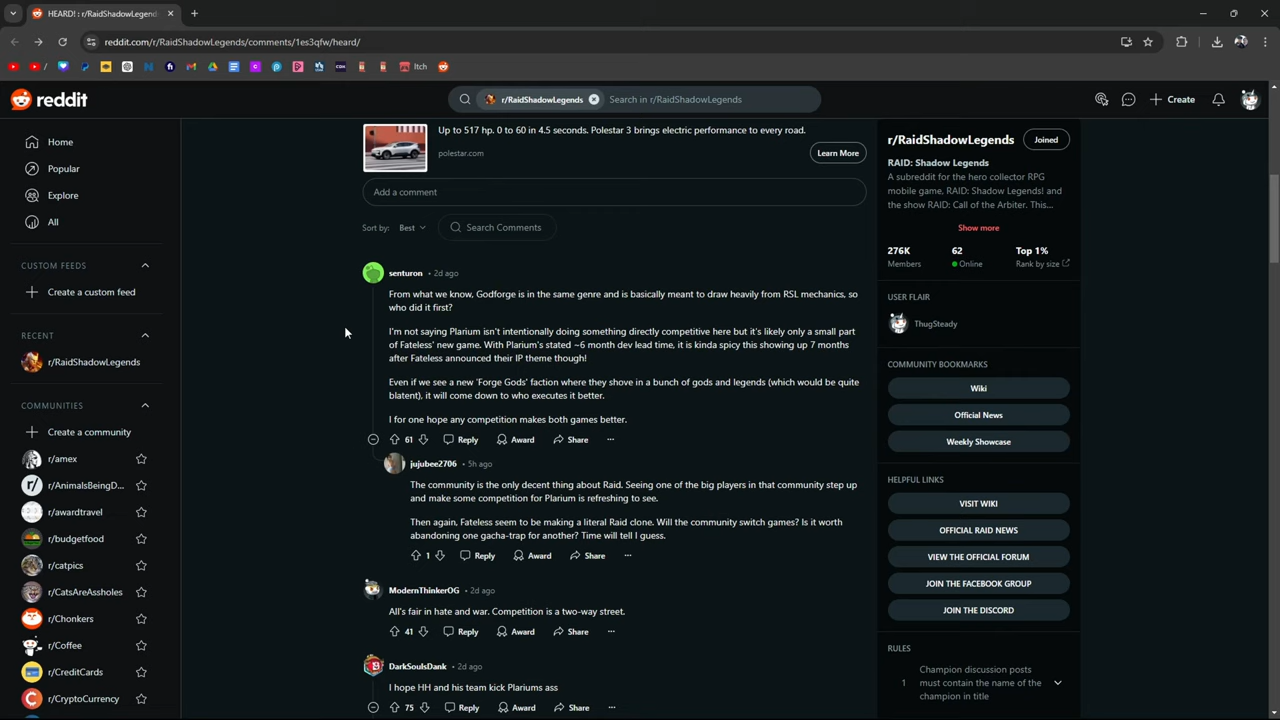 HEARD! : r/RaidShadowLegends
reddit.com/r/RaidShadowLegends/comments/1es3qfw/heard/
Itch
reddit
r/RaidShadowLegends
Search in r/RaidShadowLegends
Create
Home
Popular
Explore
All
CUSTOM FEEDS
Create a custom feed
RECENT
r/RaidShadowLegends
COMMUNITIES
Create a community
r/amex
r/AnimalsBeingD...
r/awardtravel
r/budgetfood
r/catpics
r/CatsAreAssholes
r/Chonkers
r/Coffee
r/CreditCards
r/CryptoCurrency
Up to 517 hp. 0 to 60 in 4.5 seconds. Polestar 3 brings electric performance to every road.
polestar.com
Learn More
Add a comment
Sort by: Best
Search Comments
senturon • 2d ago
From what we know, Godforge is in the same genre and is basically meant to draw heavily from RSL mechanics, so
who did it first?
I'm not saying Plarium isn't intentionally doing something directly competitive here but it's likely only a small part
of Fateless' new game. With Plarium's stated ~6 month dev lead time, it is kinda spicy this showing up 7 months
after Fateless announced their IP theme though!
Even if we see a new 'Forge Gods' faction where they shove in a bunch of gods and legends (which would be quite
blatent), it will come down to who executes it better.
I for one hope any competition makes both games better.
61 Reply Award Share
jujubee2706 • 5h ago
The community is the only decent thing about Raid. Seeing one of the big players in that community step up
and make some competition for Plarium is refreshing to see.
Then again, Fateless seem to be making a literal Raid clone. Will the community switch games? Is it worth
abandoning one gacha-trap for another? Time will tell I guess.
1 Reply Award Share
ModernThinkerOG • 2d ago
All's fair in hate and war. Competition is a two-way street.
41 Reply Award Share
DarkSoulsDank • 2d ago
I hope HH and his team kick Plariums ass
75 Reply Award Share
r/RaidShadowLegends
Joined
RAID: Shadow Legends
A subreddit for the hero collector RPG
mobile game, RAID: Shadow Legends! and
the show RAID: Call of the Arbiter. This...
Show more
276K 62 Top 1%
Members Online Rank by size
USER FLAIR
ThugSteady
COMMUNITY BOOKMARKS
Wiki
Official News
Weekly Showcase
HELPFUL LINKS
VISIT WIKI
OFFICIAL RAID NEWS
VIEW THE OFFICIAL FORUM
JOIN THE FACEBOOK GROUP
JOIN THE DISCORD
RULES
Champion discussion posts
1 must contain the name of the
champion in title